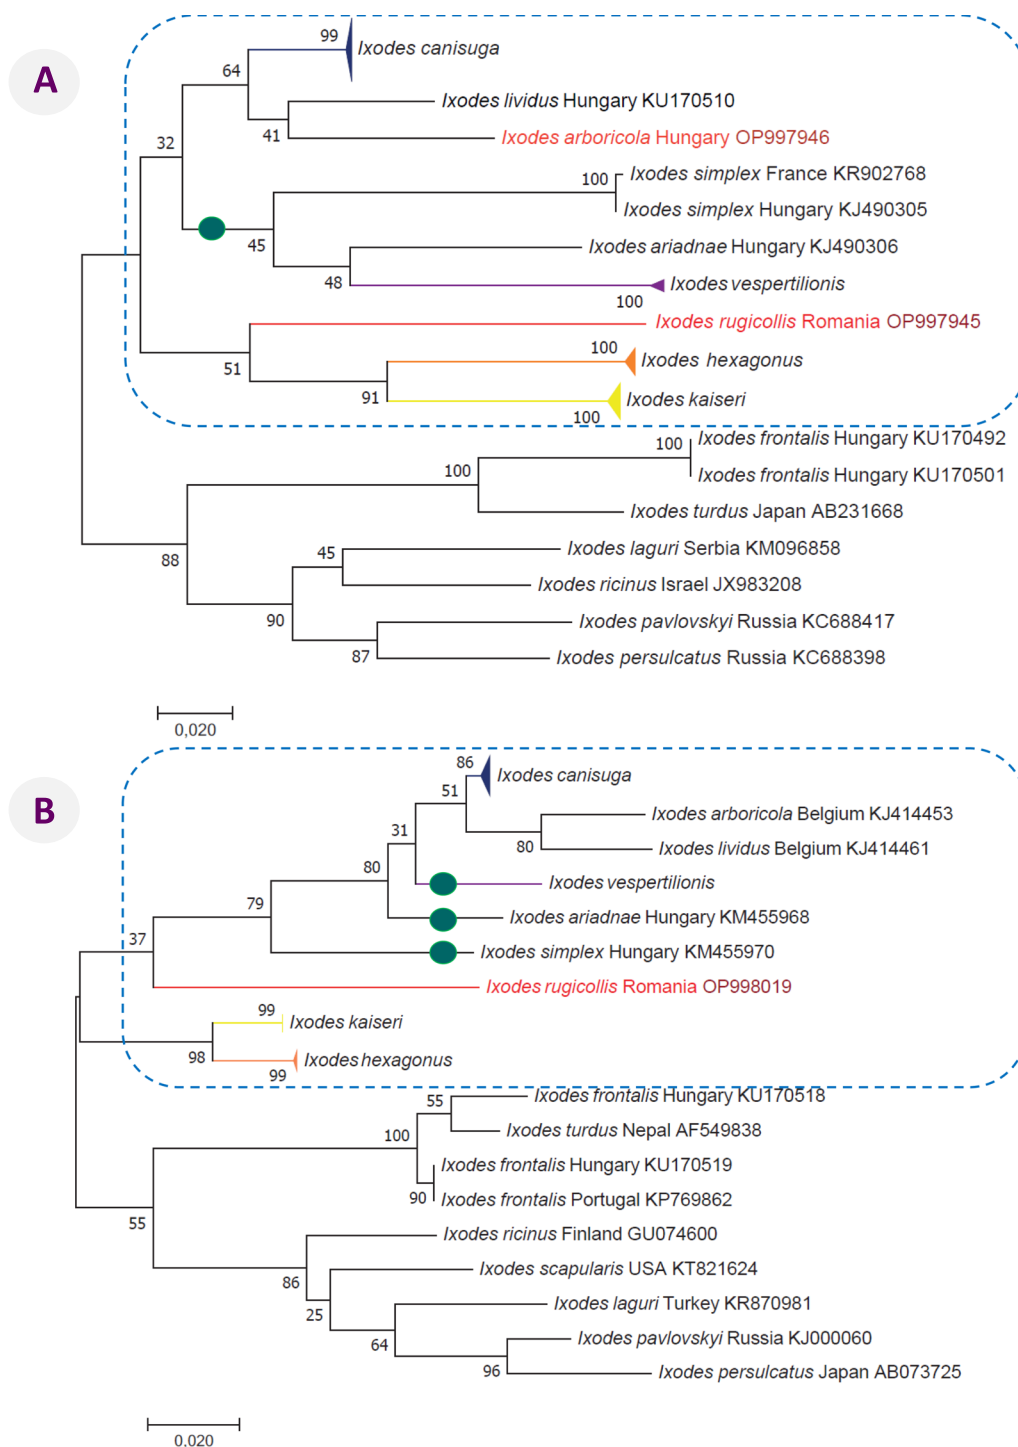 A
99
Ixodes canisuga
64
Ixodes lividus Hungary KU170510
41
Ixodes arboricola Hungary OP997946
32
100
Ixodes simplex France KR902768
Ixodes simplex Hungary KJ490305
45
Ixodes ariadnae Hungary KJ490306
48
Ixodes vespertilionis
100
Ixodes rugicollis Romania OP997945
51
100
Ixodes hexagonus
91
Ixodes kaiseri
100
100
Ixodes frontalis Hungary KU170492
100
Ixodes frontalis Hungary KU170501
Ixodes turdus Japan AB231668
88
45
Ixodes laguri Serbia KM096858
Ixodes ricinus Israel JX983208
90
Ixodes pavlovskyi Russia KC688417
87
Ixodes persulcatus Russia KC688398
0,020
B
86
Ixodes canisuga
51
Ixodes arboricola Belgium KJ414453
31
80
Ixodes lividus Belgium KJ414461
80
Ixodes vespertilionis
79
Ixodes ariadnae Hungary KM455968
37
Ixodes simplex Hungary KM455970
Ixodes rugicollis Romania OP998019
99
Ixodes kaiseri
98
Ixodes hexagonus
99
55
Ixodes frontalis Hungary KU170518
100
Ixodes turdus Nepal AF549838
Ixodes frontalis Hungary KU170519
90
Ixodes frontalis Portugal KP769862
55
Ixodes ricinus Finland GU074600
86
Ixodes scapularis USA KT821624
25
Ixodes laguri Turkey KR870981
64
Ixodes pavlovskyi Russia KJ000060
96
Ixodes persulcatus Japan AB073725
0.020